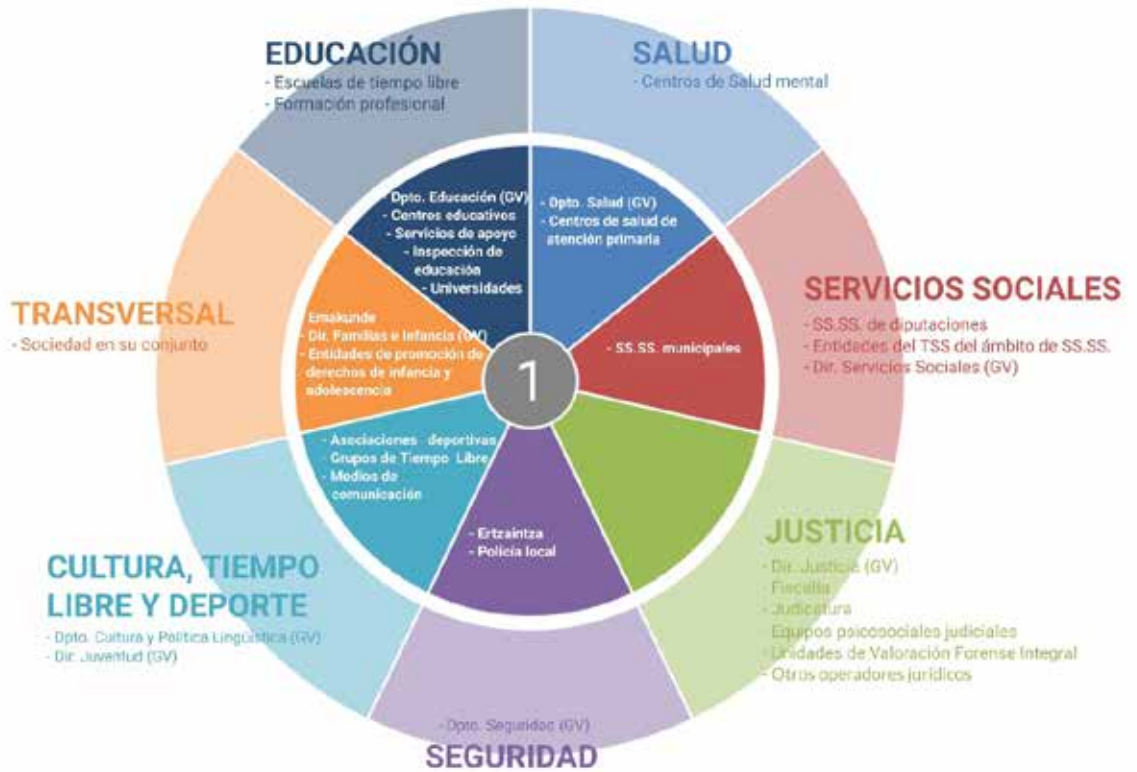 EDUCACIÓN
- Escuelas de tiempo libre
- Formación profesional
SALUD
- Centros de Salud mental
- Dpto. Educación (GV)
- Centros educativos
- Servicios de apoyo
- Inspección de
educación
- Universidades
- Dpto. Salud (GV)
- Centros de salud de
atención primaria
TRANSVERSAL
- Sociedad en su conjunto
- Emakunde
- Dir. Familias e Infancia (GV)
- Entidades de promoción de
derechos de infancia y
adolescencia
1
- SS.SS. municipales
SERVICIOS SOCIALES
- SS.SS. de diputaciones
- Entidades del TSS del ámbito de SS.SS.
- Dir. Servicios Sociales (GV)
- Asociaciones deportivas
- Grupos de Tiempo Libre
- Medios de
comunicación
- Ertzaintza
- Policía local
JUSTICIA
- Dir. Justicia (GV)
- Fiscalía
- Judicatura
- Equipos psicosociales judiciales
- Unidades de Valoración Forense Integral
- Otros operadores jurídicos
CULTURA, TIEMPO
LIBRE Y DEPORTE
- Dpto. Cultura y Política Lingüística (GV)
- Dir. Juventud (GV)
- Dpto. Seguridad (GV)
SEGURIDAD